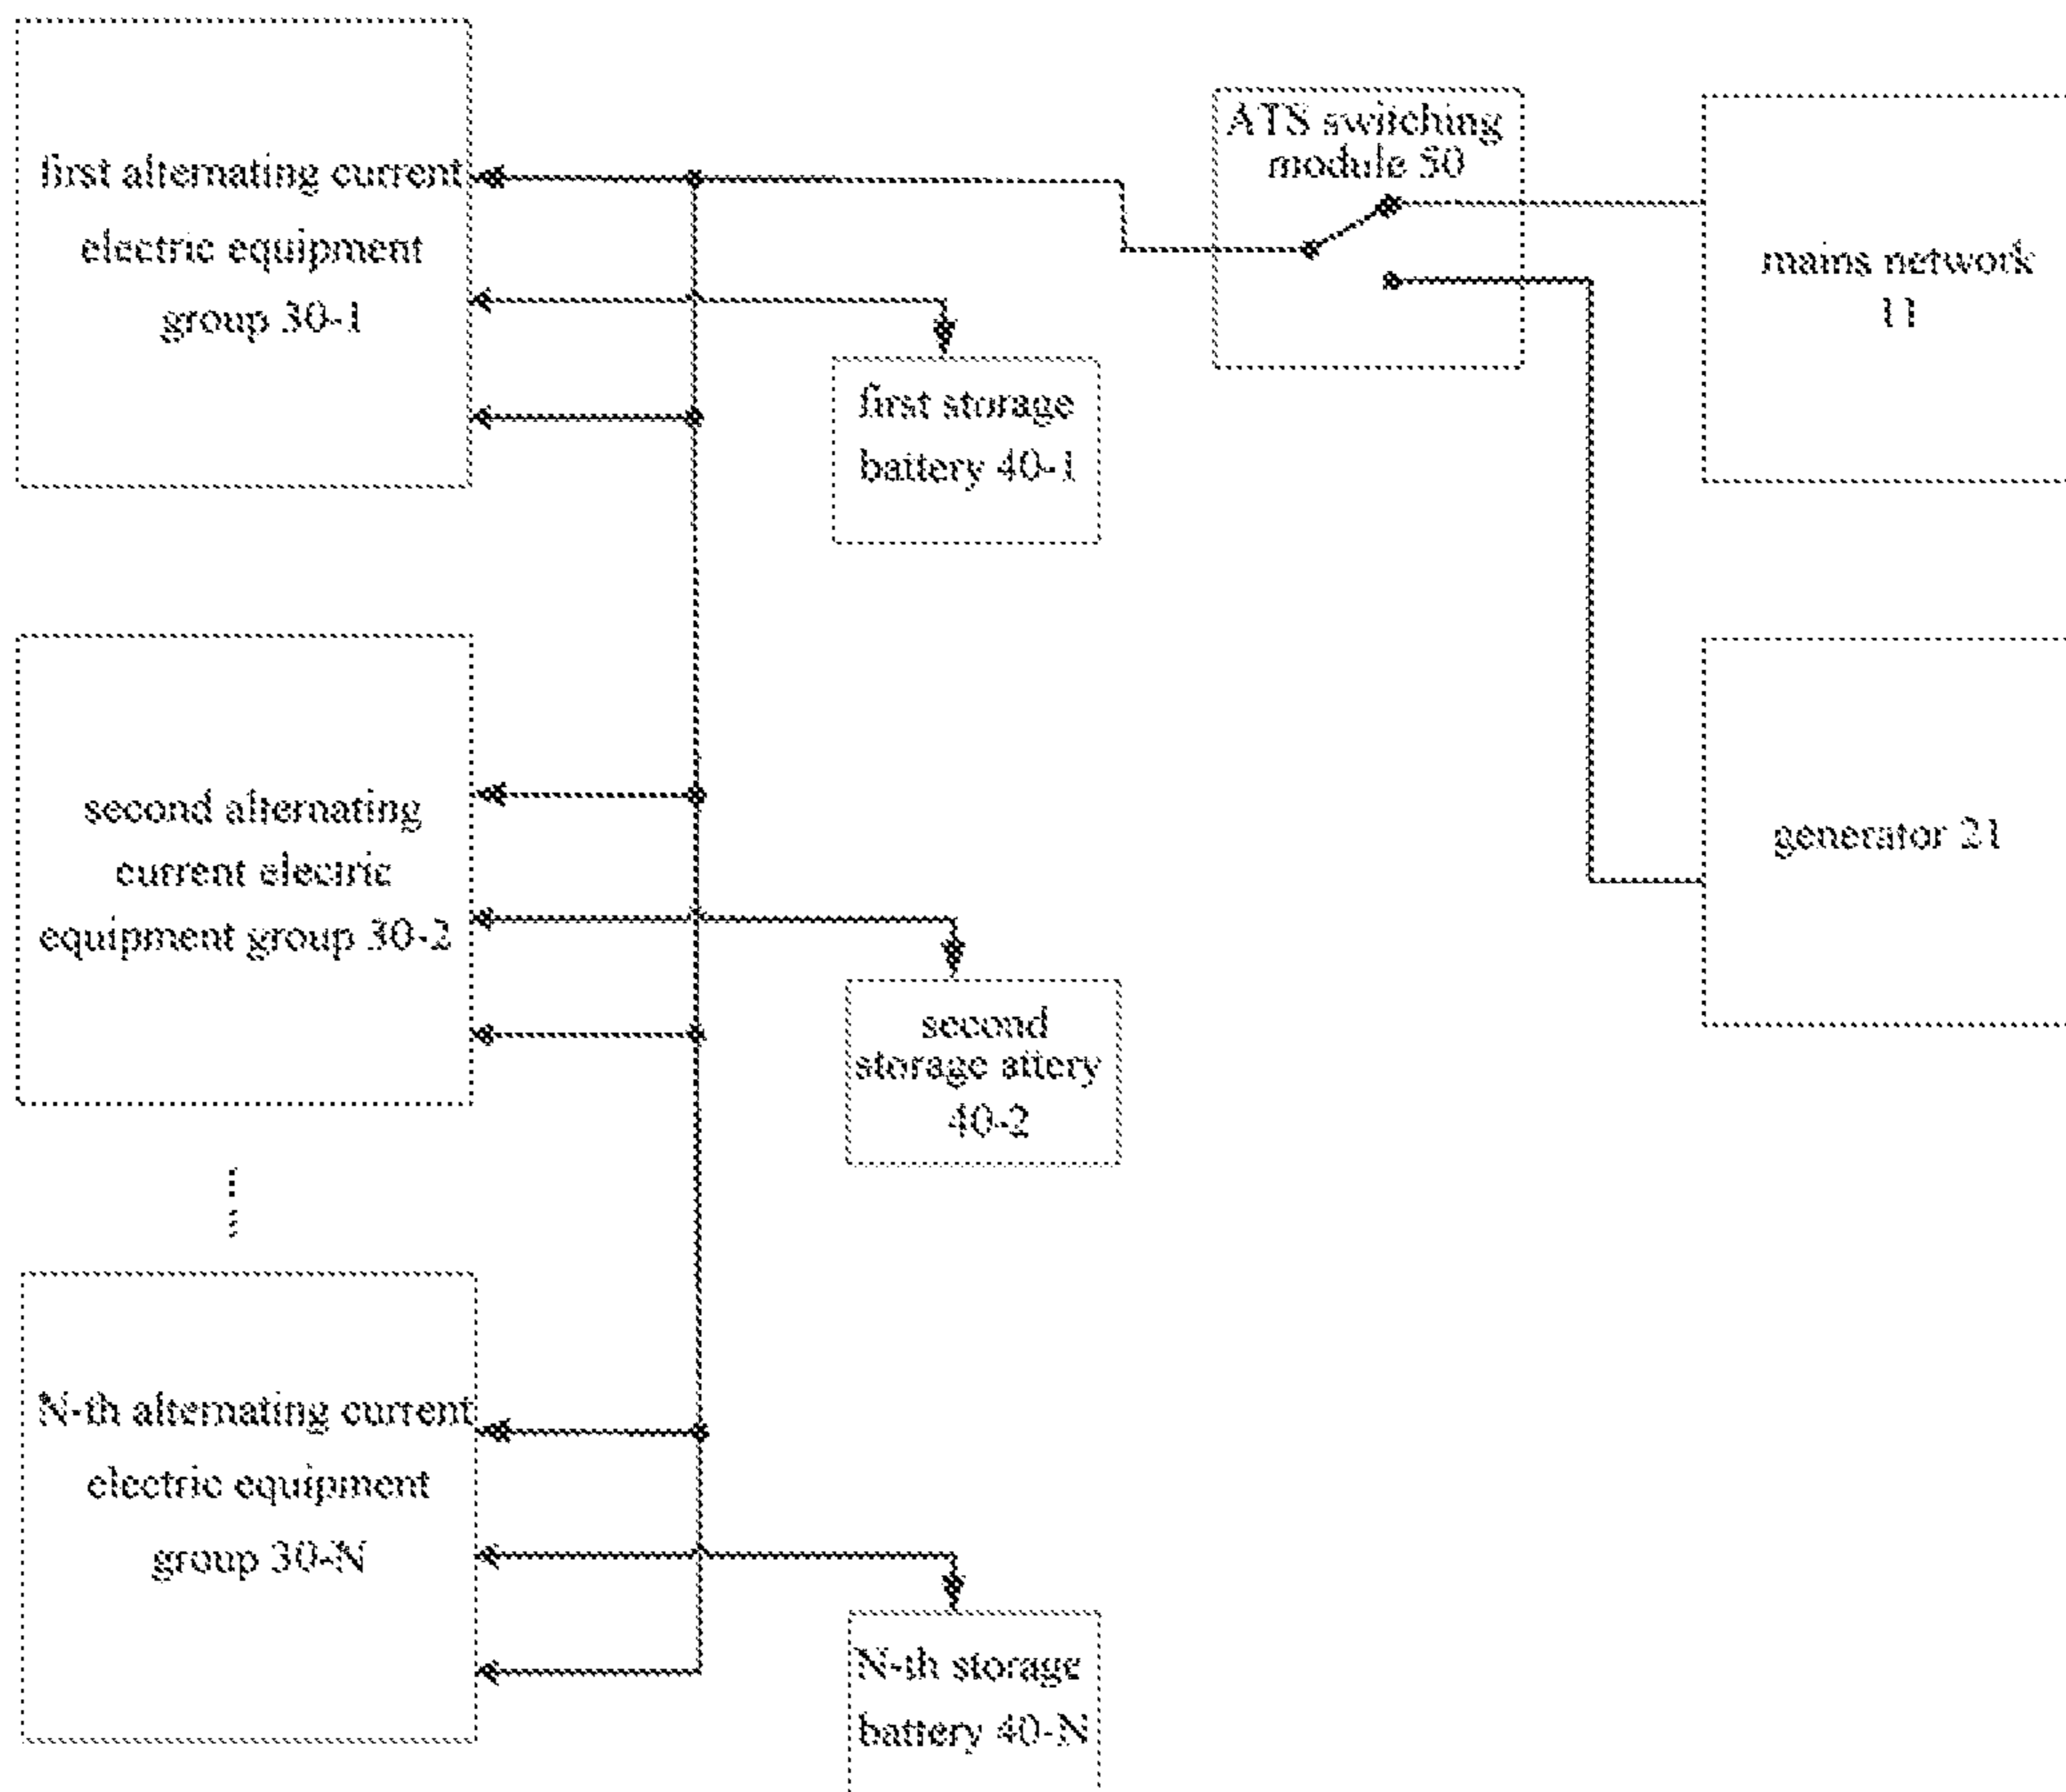 first alternating current
electric equipment
group 30-1
ATS switching
module 50
mains network
11
first storage
battery 40-1
second alternating
current electric
equipment group 30-2
generator 21
second
storage attery
40-2
N-th alternating current
electric equipment
group 30-N
N-th storage
battery 40-N